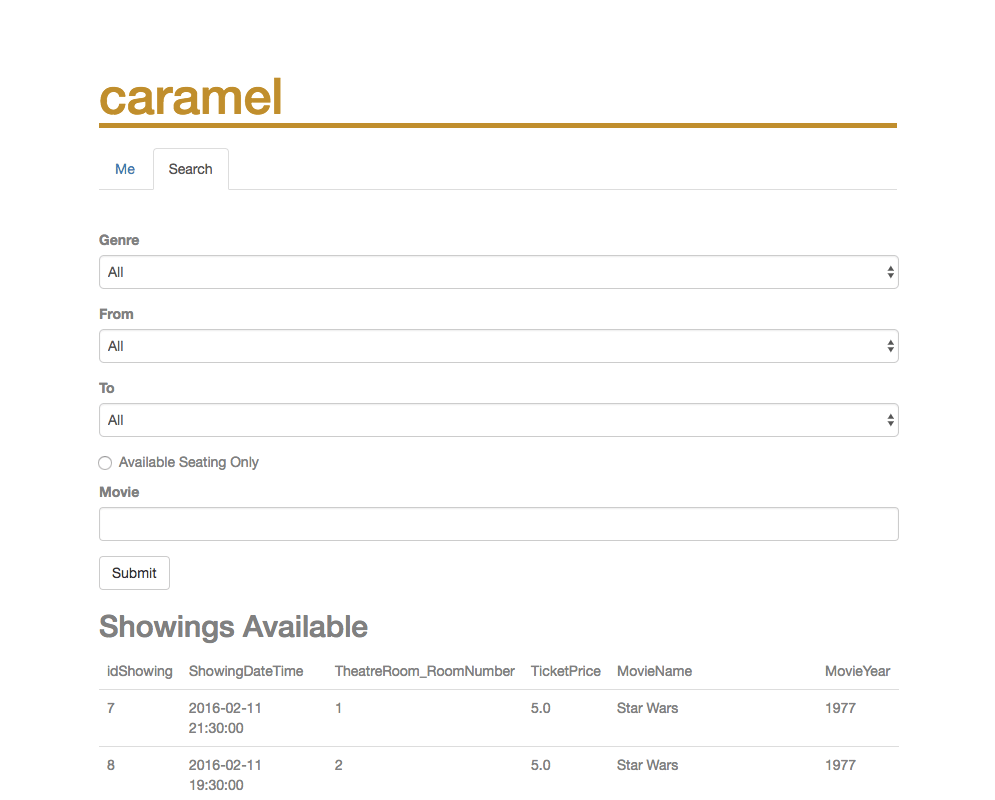 caramel
Me Search
Genre
All
From
All
To
All
Available Seating Only
Movie
Submit
Showings Available
idShowing ShowingDateTime TheatreRoom_RoomNumber TicketPrice MovieName MovieYear
7 2016-02-11 1 5.0 Star Wars 1977
21:30:00
8 2016-02-11 2 5.0 Star Wars 1977
19:30:00